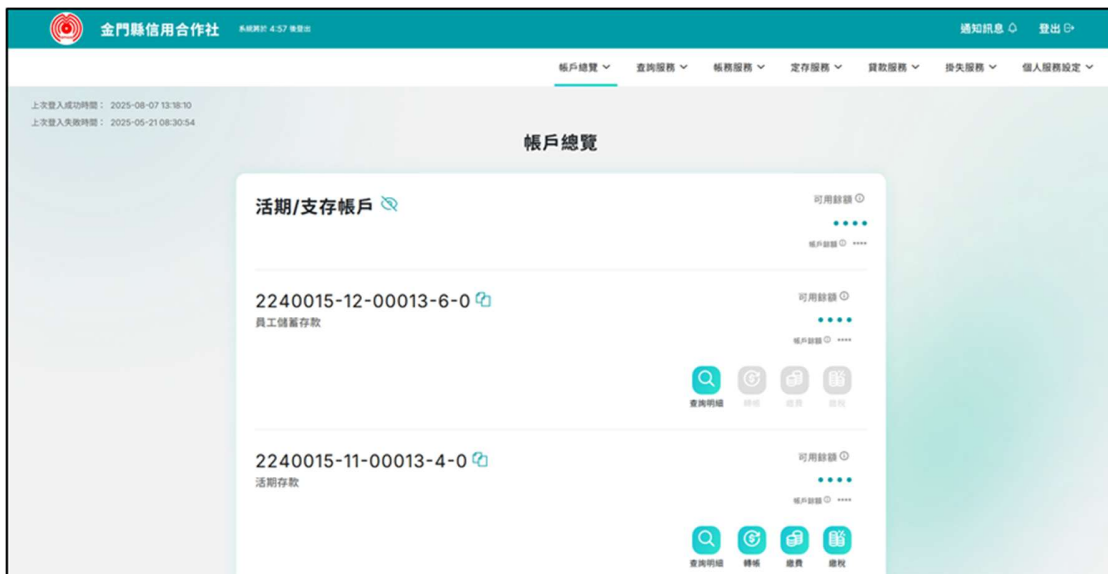 金門縣信用合作社 系統將於 4:57 後登出 通知訊息 登出
帳戶總覽 查詢服務 帳務服務 定存服務 貸款服務 掛失服務 個人服務設定
上次登入成功時間： 2025-08-07 13:18:10
上次登入失敗時間： 2025-05-21 08:30:54
帳戶總覽
活期/支存帳戶 可用餘額
••••
帳戶餘額 ••••
2240015-12-00013-6-0 可用餘額
員工儲蓄存款 ••••
帳戶餘額 ••••
查詢明細 轉帳 繳費 繳稅
2240015-11-00013-4-0 可用餘額
活期存款 ••••
帳戶餘額 ••••
查詢明細 轉帳 繳費 繳稅